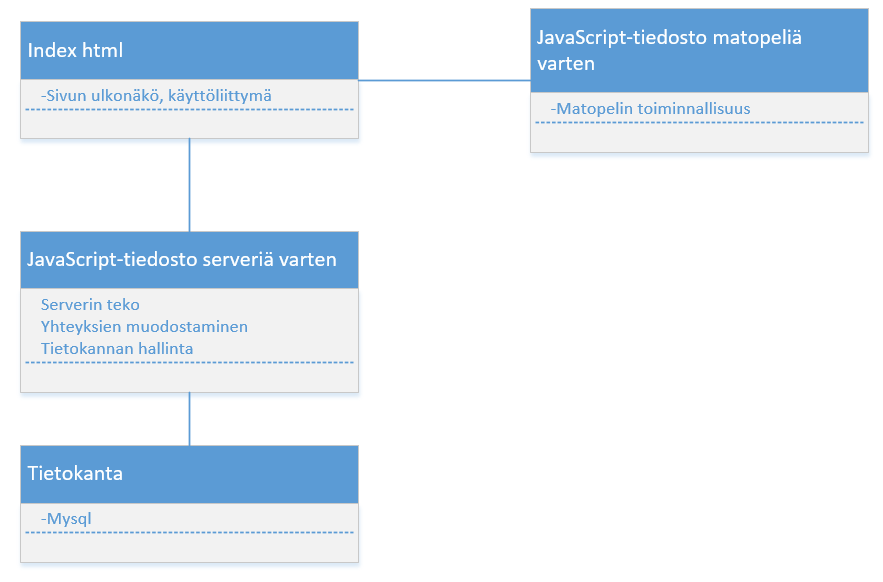 Index html
-Sivun ulkonäkö, käyttöliittymä
JavaScript-tiedosto matopeliä
varten
-Matopelin toiminnallisuus
JavaScript-tiedosto serveriä varten
Serverin teko
Yhteyksien muodostaminen
Tietokannan hallinta
Tietokanta
-Mysql